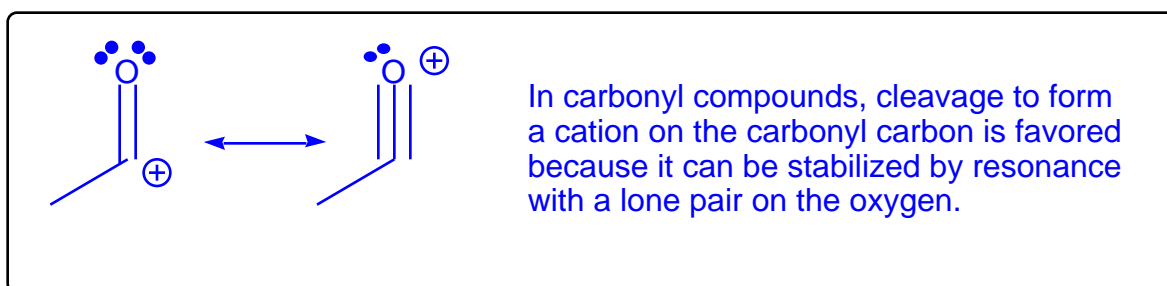 O
O
In carbonyl compounds, cleavage to form
a cation on the carbonyl carbon is favored
because it can be stabilized by resonance
with a lone pair on the oxygen.